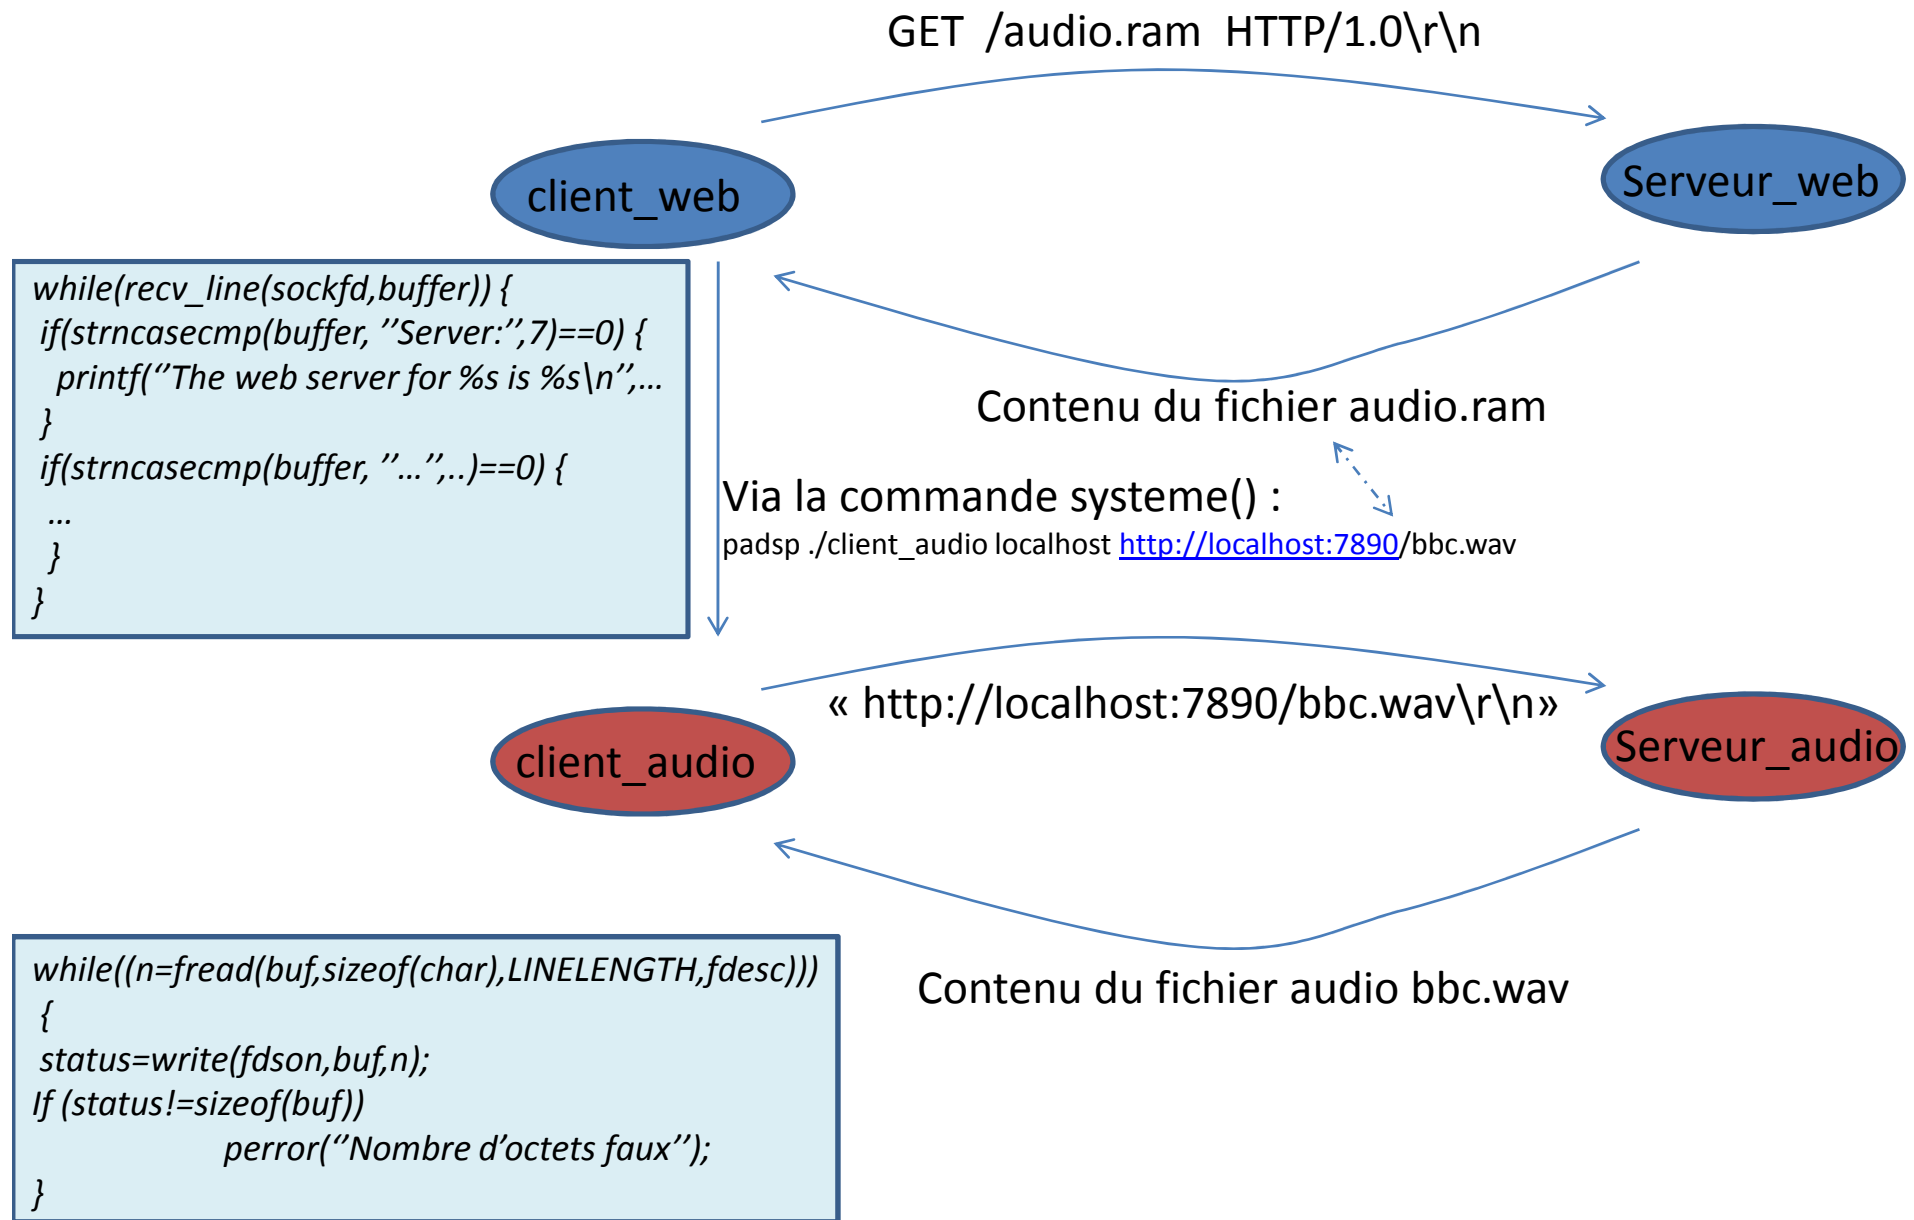 GET /audio.ram HTTP/1.0\r\n
client_web
Serveur_web
while(recv_line(sockfd,buffer)) {
if(strncasecmp(buffer, ’’Server:’’,7)==0) {
printf(‘’The web server for %s is %s\n’’,…
}
if(strncasecmp(buffer, ’’…’’,..)==0) {
…
}
}
Contenu du fichier audio.ram
Via la commande systeme() :
padsp ./client_audio localhost http://localhost:7890/bbc.wav
« http://localhost:7890/bbc.wav\r\n»
client_audio
Serveur_audio
while((n=fread(buf,sizeof(char),LINELENGTH,fdesc)))
{
status=write(fdson,buf,n);
If (status!=sizeof(buf))
perror(‘’Nombre d’octets faux’’);
}
Contenu du fichier audio bbc.wav